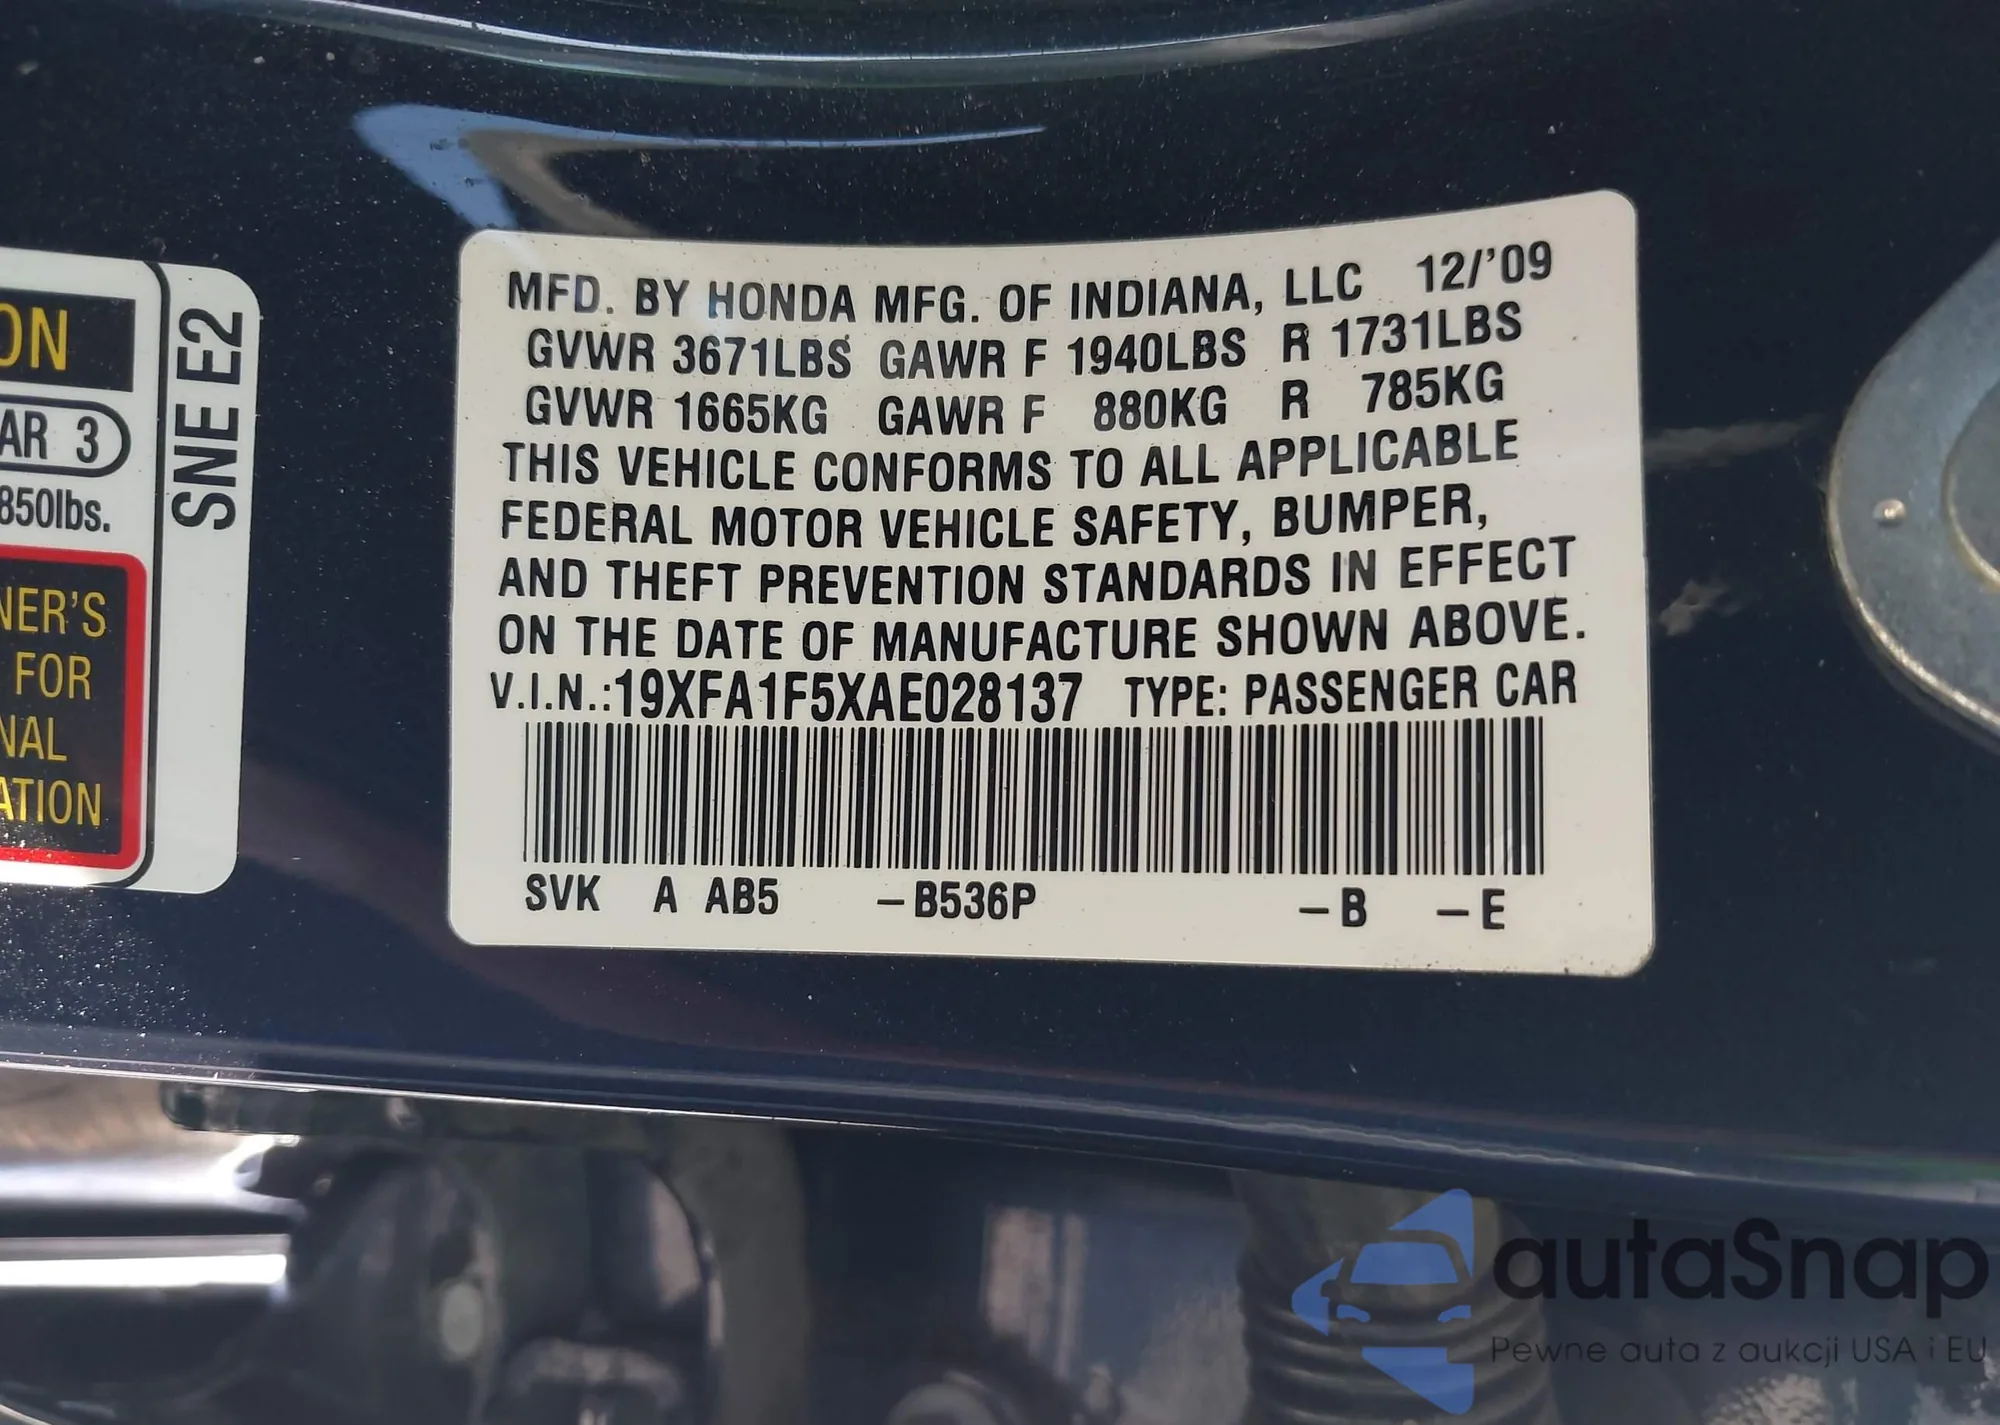 ON
AR 3
850lbs.
NER'S
FOR
NAL
ATION
SNE E2
MFD. BY HONDA MFG. OF INDIANA, LLC 12/'09
GVWR 3671LBS GAWR F 1940LBS R 1731LBS
GVWR 1665KG GAWR F 880KG R 785KG
THIS VEHICLE CONFORMS TO ALL APPLICABLE
FEDERAL MOTOR VEHICLE SAFETY, BUMPER,
AND THEFT PREVENTION STANDARDS IN EFFECT
ON THE DATE OF MANUFACTURE SHOWN ABOVE.
V.I.N.:19XFA1F5XAE028137 TYPE: PASSENGER CAR
SVK A AB5 -B536P -B -E
autaSnap
Pewne auta z aukcji USA i EU